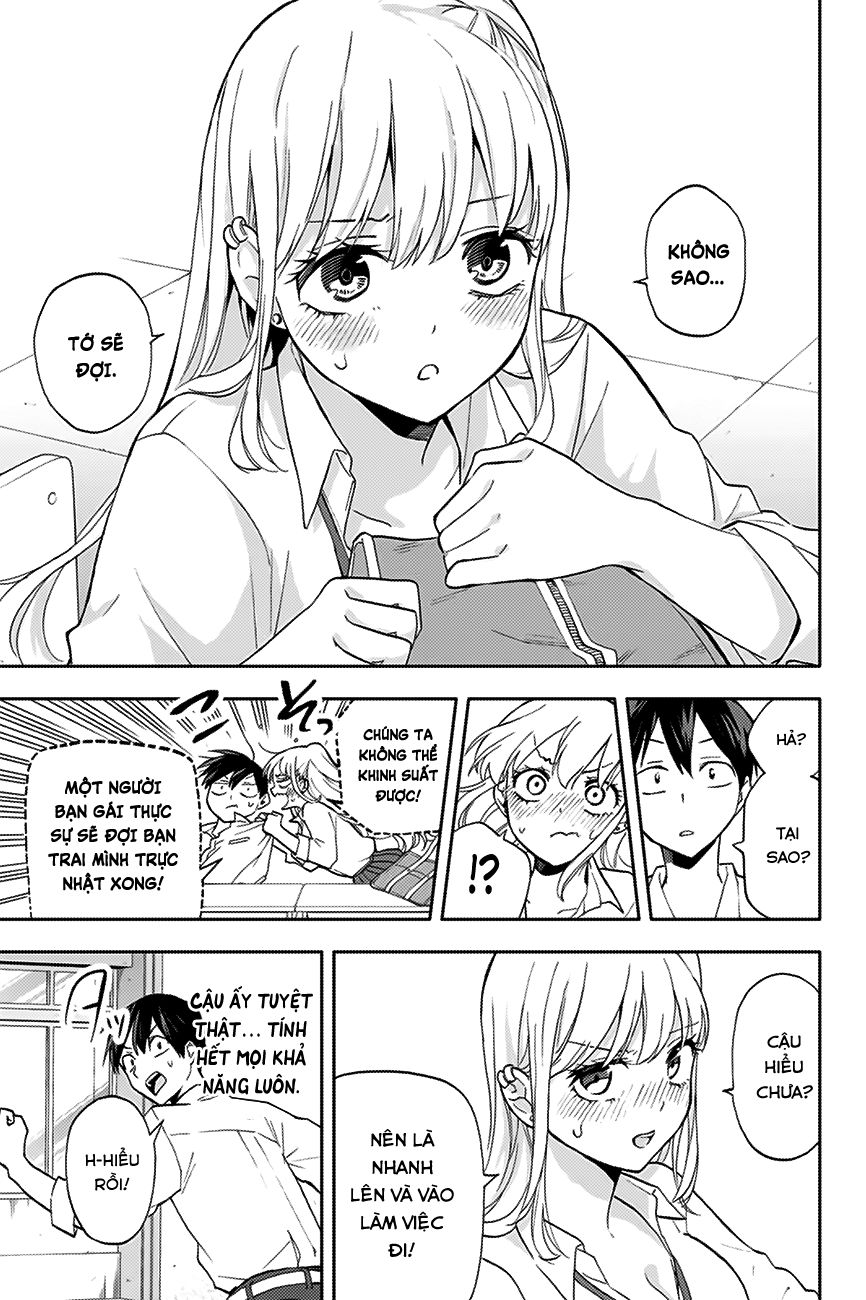 KHÔNG
SAO...
TỚ SẼ
ĐỢI.
HẢ?
TẠI
SAO?
!?
CHÚNG TA
KHÔNG THỂ
KHINH SUẤT
ĐƯỢC!
MỘT NGƯỜI
BẠN GÁI THỰC
SỰ SẼ ĐỢI BẠN
TRAI MÌNH TRỰC
NHẬT XONG!
CẬU
HIỂU
CHƯA?
NÊN LÀ
NHANH
LÊN VÀ VÀO
LÀM VIỆC
ĐI!
CẬU ẤY TUYỆT
THẬT... TÍNH
HẾT MỌI KHẢ
NĂNG LUÔN.
H-HIỂU
RỒI!